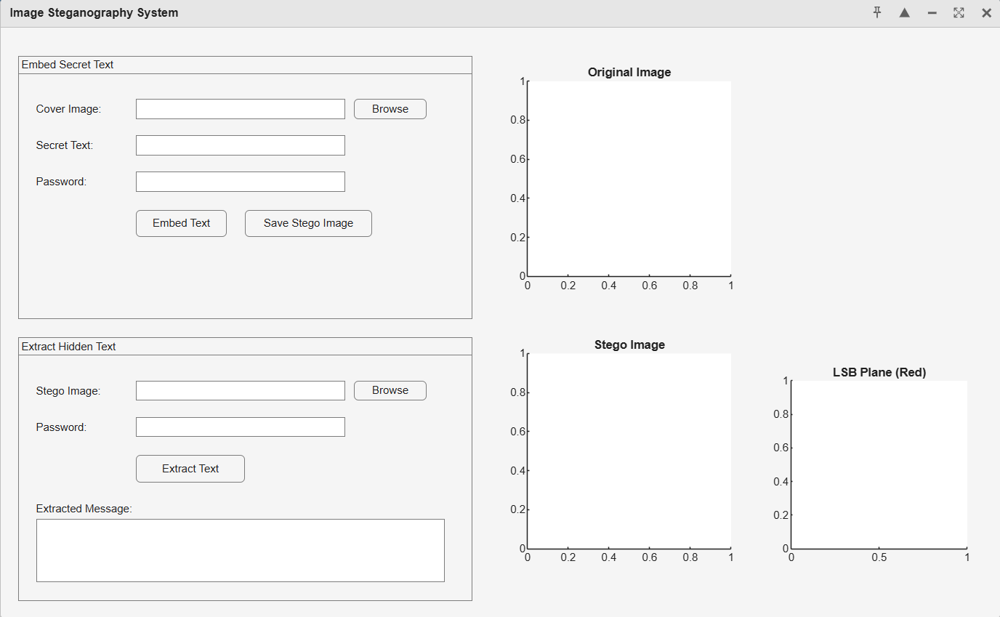 Image Steganography System
Embed Secret Text
Cover Image:
Browse
Secret Text:
Password:
Embed Text
Save Stego Image
Extract Hidden Text
Stego Image:
Browse
Password:
Extract Text
Extracted Message:
Original Image
1
0.8
0.6
0.4
0.2
0
0 0.2 0.4 0.6 0.8 1
Stego Image
1
0.8
0.6
0.4
0.2
0
0 0.2 0.4 0.6 0.8 1
LSB Plane (Red)
1
0.8
0.6
0.4
0.2
0
0 0.5 1